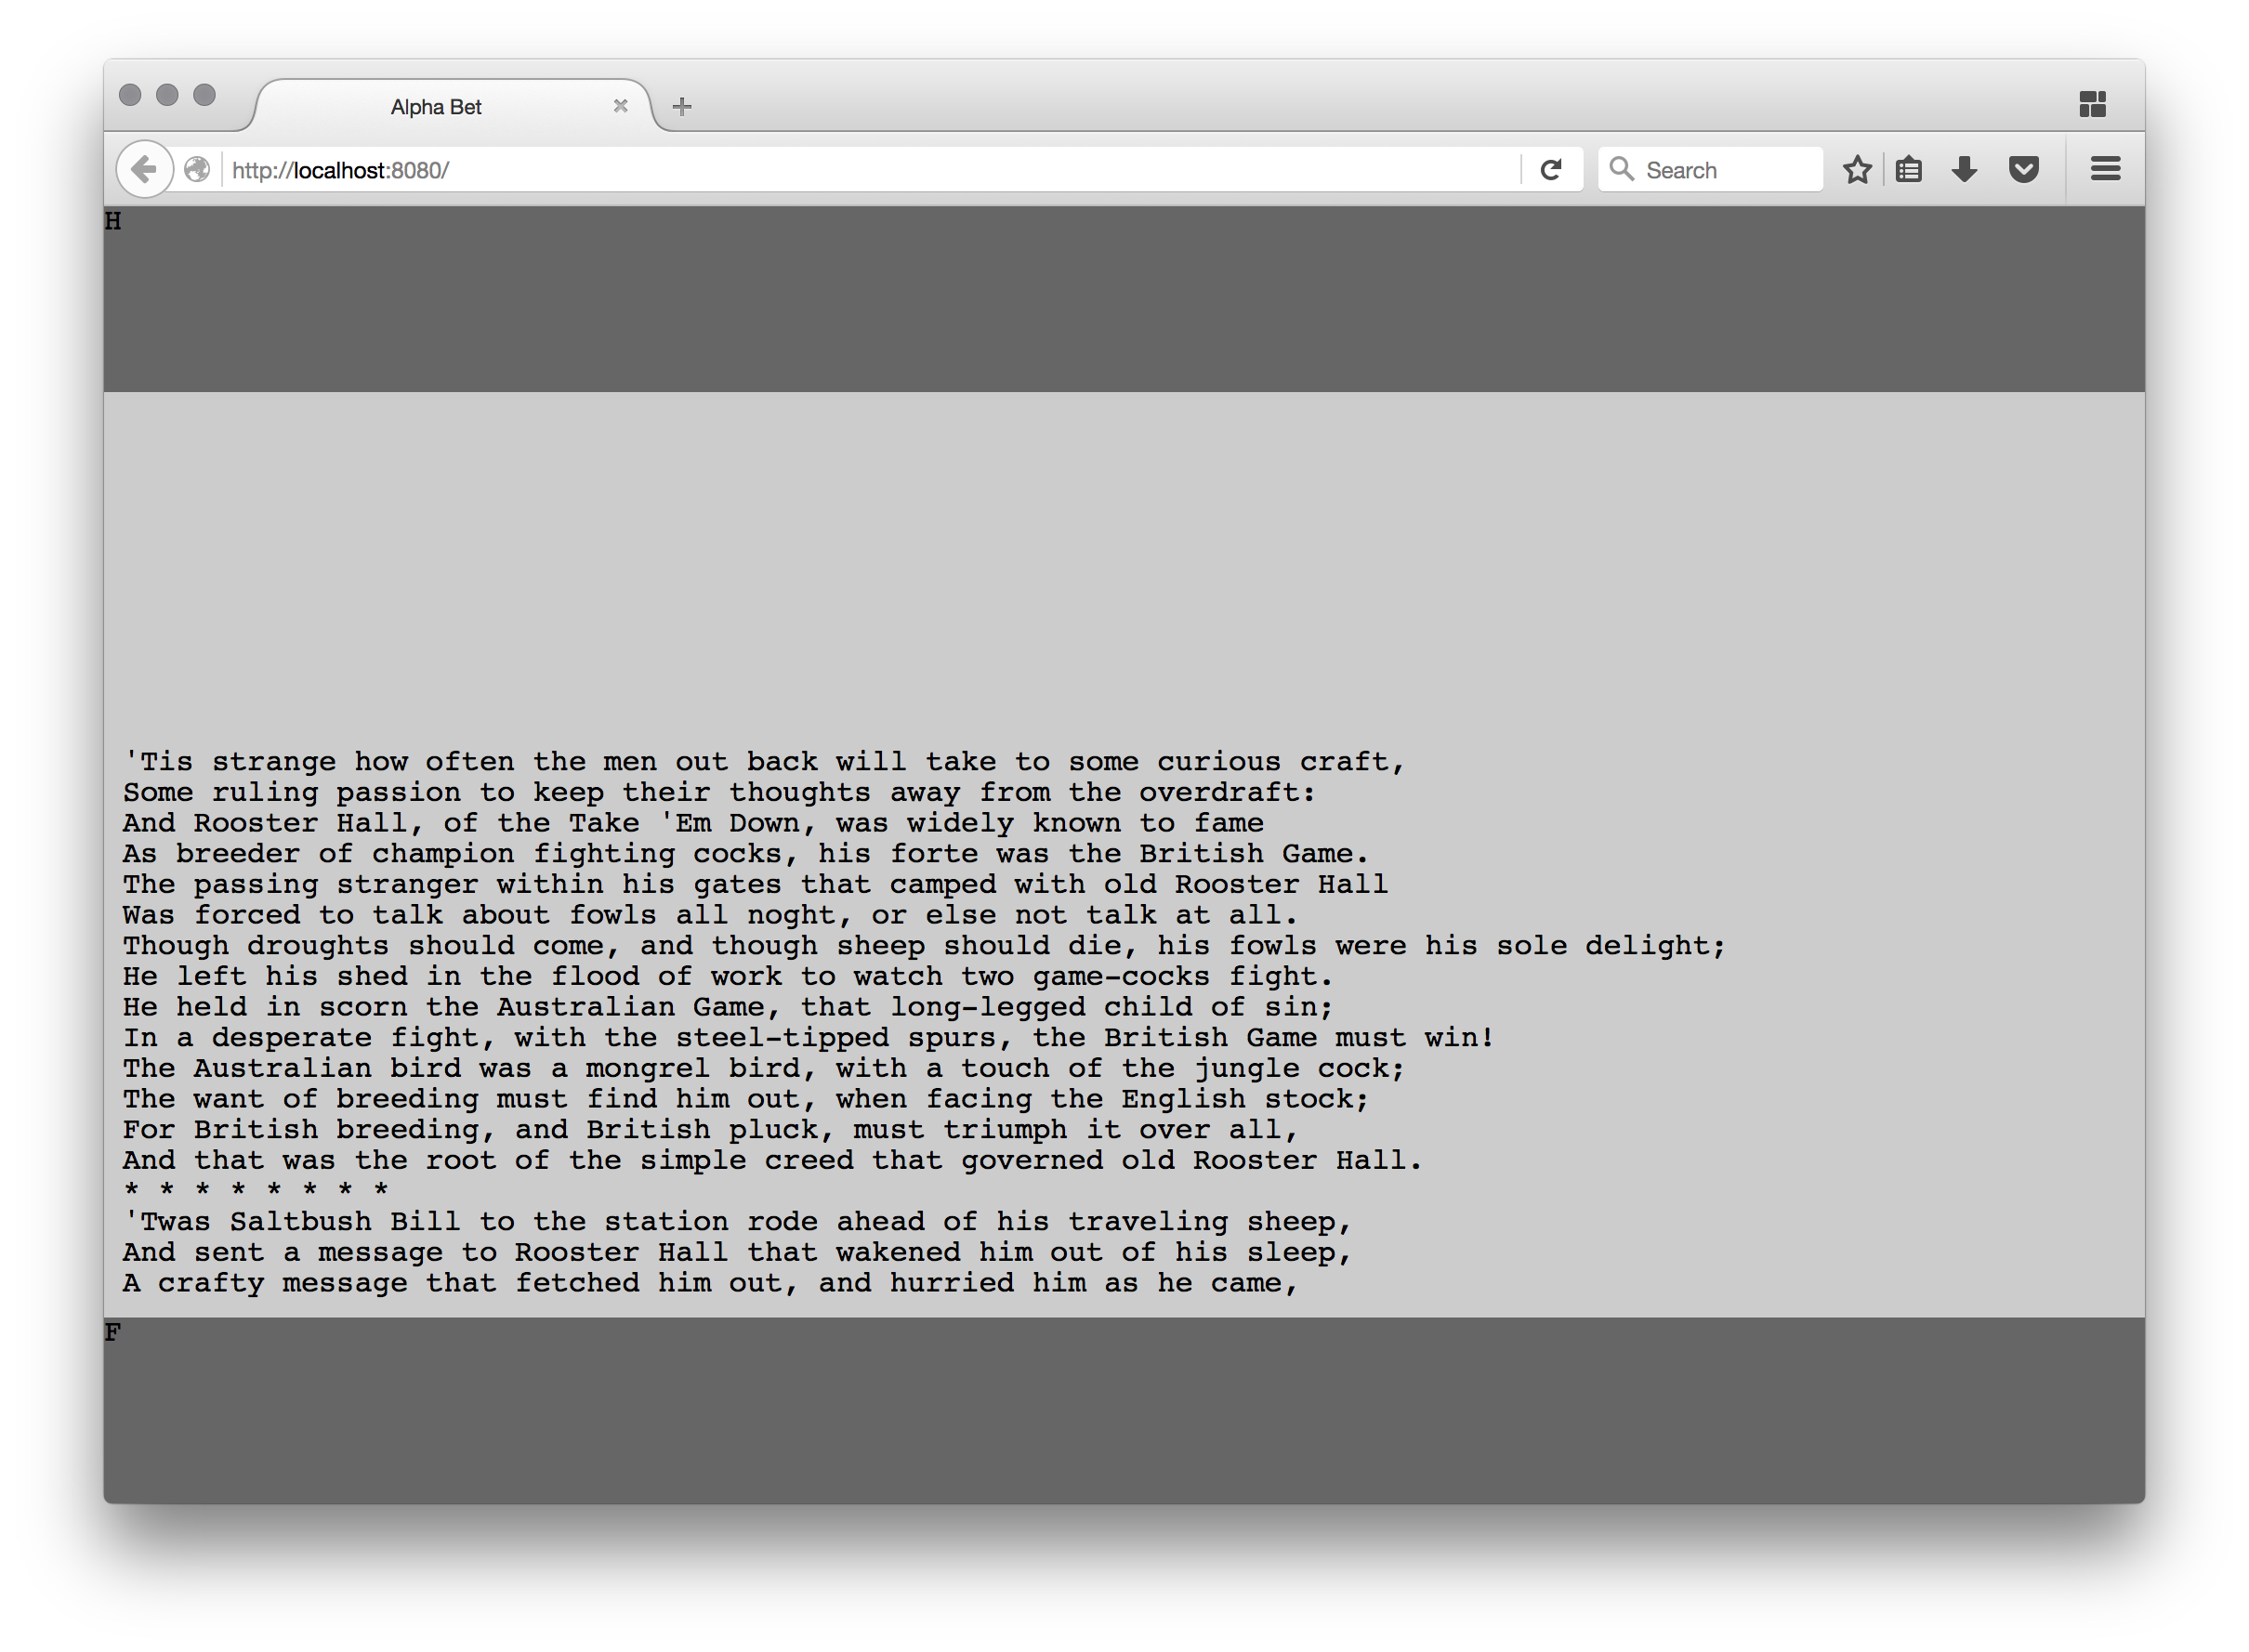 Alpha Bet
http://localhost:8080/
Search
H
'Tis strange how often the men out back will take to some curious craft,
Some ruling passion to keep their thoughts away from the overdraft:
And Rooster Hall, of the Take 'Em Down, was widely known to fame
As breeder of champion fighting cocks, his forte was the British Game.
The passing stranger within his gates that camped with old Rooster Hall
Was forced to talk about fowls all noght, or else not talk at all.
Though droughts should come, and though sheep should die, his fowls were his sole delight;
He left his shed in the flood of work to watch two game-cocks fight.
He held in scorn the Australian Game, that long-legged child of sin;
In a desperate fight, with the steel-tipped spurs, the British Game must win!
The Australian bird was a mongrel bird, with a touch of the jungle cock;
The want of breeding must find him out, when facing the English stock;
For British breeding, and British pluck, must triumph it over all,
And that was the root of the simple creed that governed old Rooster Hall.
* * * * * * * *
'Twas Saltbush Bill to the station rode ahead of his traveling sheep,
And sent a message to Rooster Hall that wakened him out of his sleep,
A crafty message that fetched him out, and hurried him as he came,
F